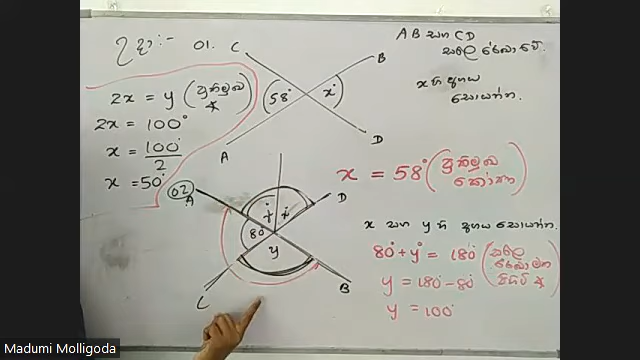 උදා:- 01.
C
B
58°
x°
A
D
AB සහ CD
සරල රේඛා වේ.
x හි අගය
සොයන්න.
x = 58° (ප්‍රතිමුඛ
කෝණ)
2x = y (ප්‍රතිමුඛ
2x = 100°
x = 100°
2
x = 50°
02
A
D
x
x
80°
y
C
B
x සහ y හි අගය සොයන්න.
80° + y° = 180° (සරල
y = 180° - 80°
y = 100°
Madumi Molligoda